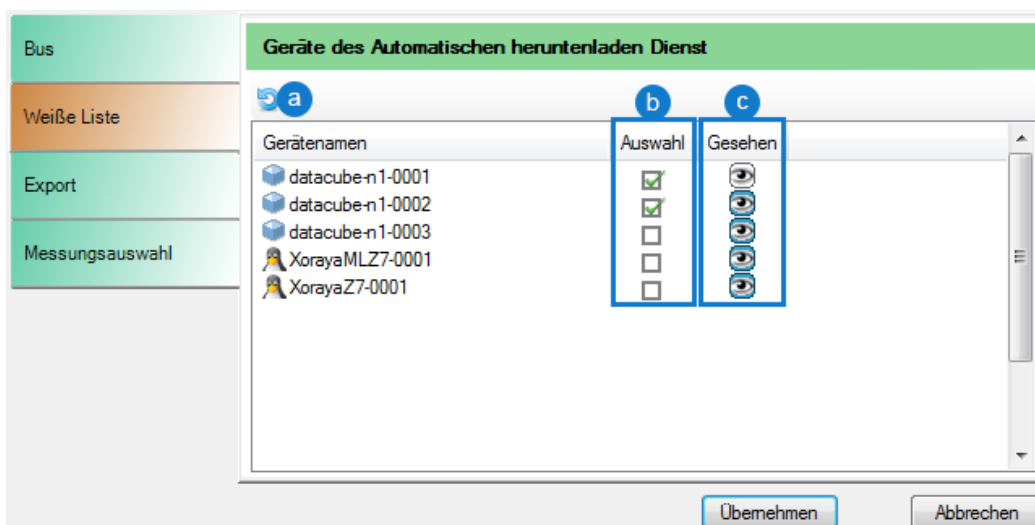 Bus
Weiße Liste
Export
Messungsauswahl
Geräte des Automatischen heruntenladen Dienst
a
b
c
Gerätenamen Auswahl Gesehen
datacube-n1-0001
datacube-n1-0002
datacube-n1-0003
XorayaMLZ7-0001
XorayaZ7-0001
Übernehmen Abbrechen